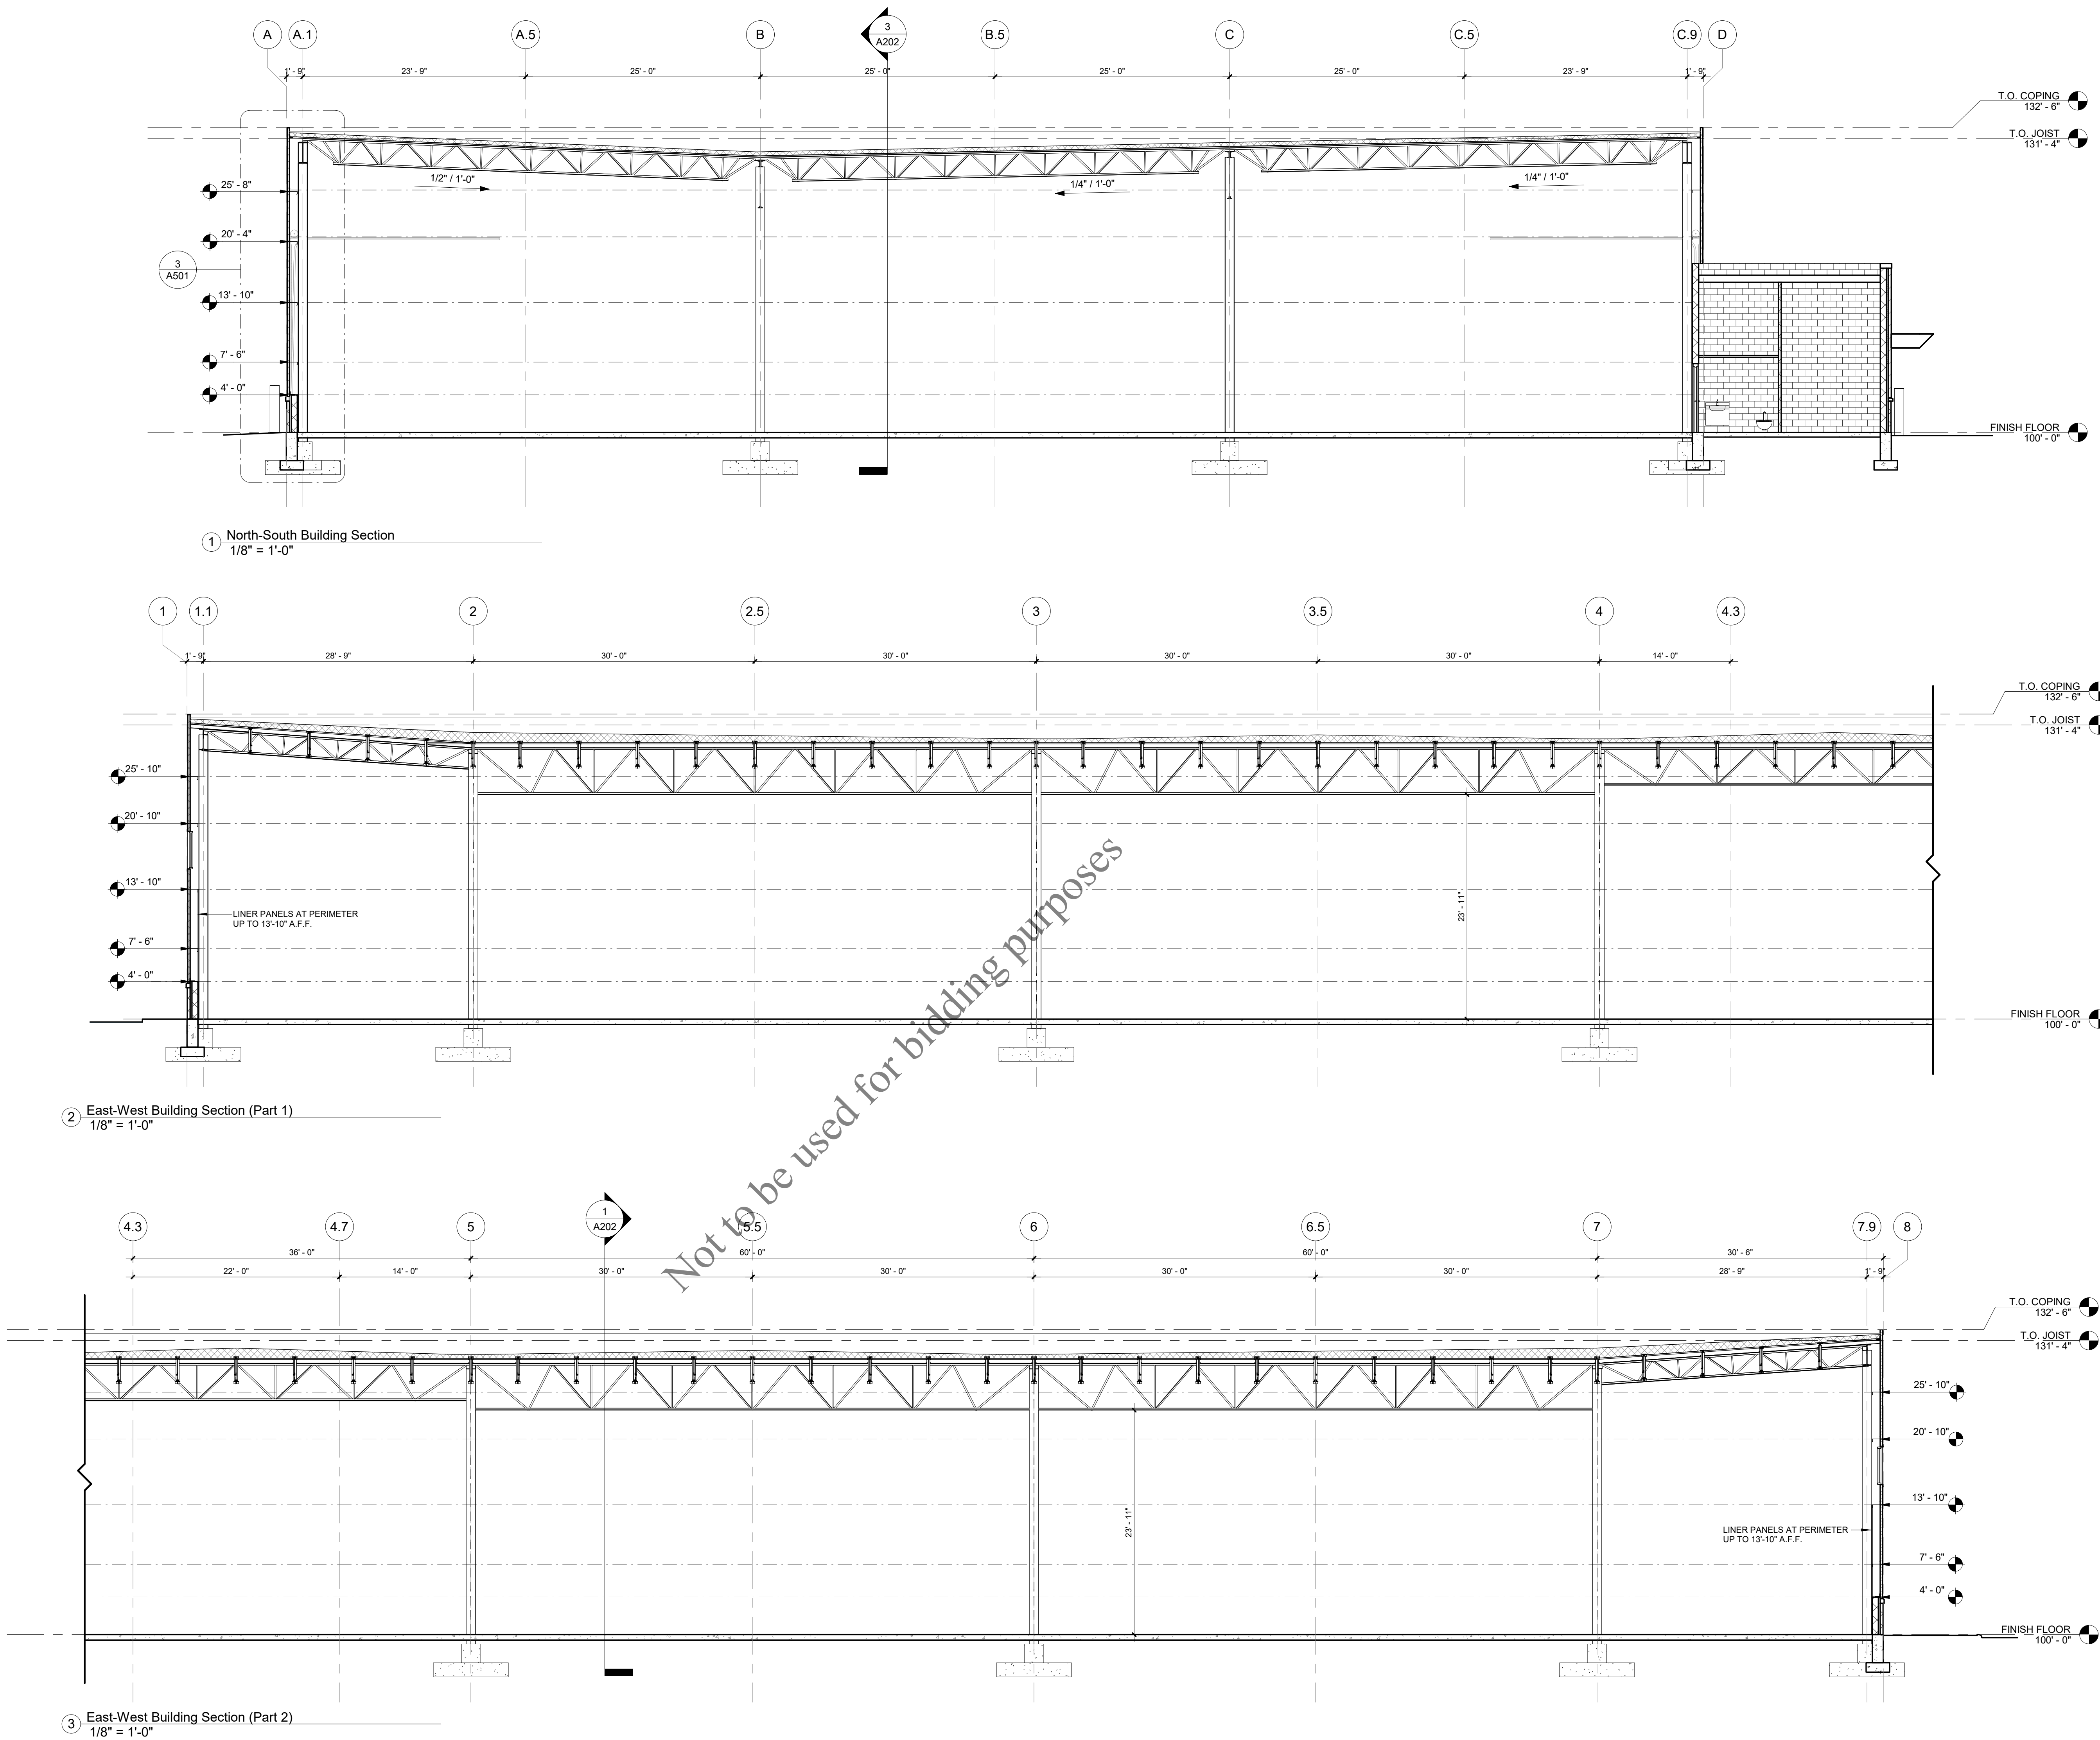 A
A.1
A.5
B
3
A202
B.5
C
C.5
C.9
D
1' - 9"
23' - 9"
25' - 0"
25' - 0"
25' - 0"
25' - 0"
23' - 9"
1' - 9"
T.O. COPING
132' - 6"
T.O. JOIST
131' - 4"
1/2" / 1'-0"
1/4" / 1'-0"
1/4" / 1'-0"
25' - 8"
20' - 4"
3
A501
13' - 10"
7' - 6"
4' - 0"
FINISH FLOOR
100' - 0"
1
North-South Building Section
1/8" = 1'-0"
1
1.1
2
2.5
3
3.5
4
4.3
1' - 9"
28' - 9"
30' - 0"
30' - 0"
30' - 0"
30' - 0"
14' - 0"
T.O. COPING
132' - 6"
T.O. JOIST
131' - 4"
25' - 10"
20' - 10"
13' - 10"
LINER PANELS AT PERIMETER
UP TO 13'-10" A.F.F.
23' - 11"
7' - 6"
4' - 0"
FINISH FLOOR
100' - 0"
2
East-West Building Section (Part 1)
1/8" = 1'-0"
Not to be used for bidding purposes
4.3
4.7
5
1
A202
5.5
6
6.5
7
7.9
8
36' - 0"
60' - 0"
60' - 0"
30' - 6"
22' - 0"
14' - 0"
30' - 0"
30' - 0"
30' - 0"
30' - 0"
28' - 9"
1' - 9"
T.O. COPING
132' - 6"
T.O. JOIST
131' - 4"
25' - 10"
20' - 10"
13' - 10"
23' - 11"
LINER PANELS AT PERIMETER
UP TO 13'-10" A.F.F.
7' - 6"
4' - 0"
FINISH FLOOR
100' - 0"
3
East-West Building Section (Part 2)
1/8" = 1'-0"